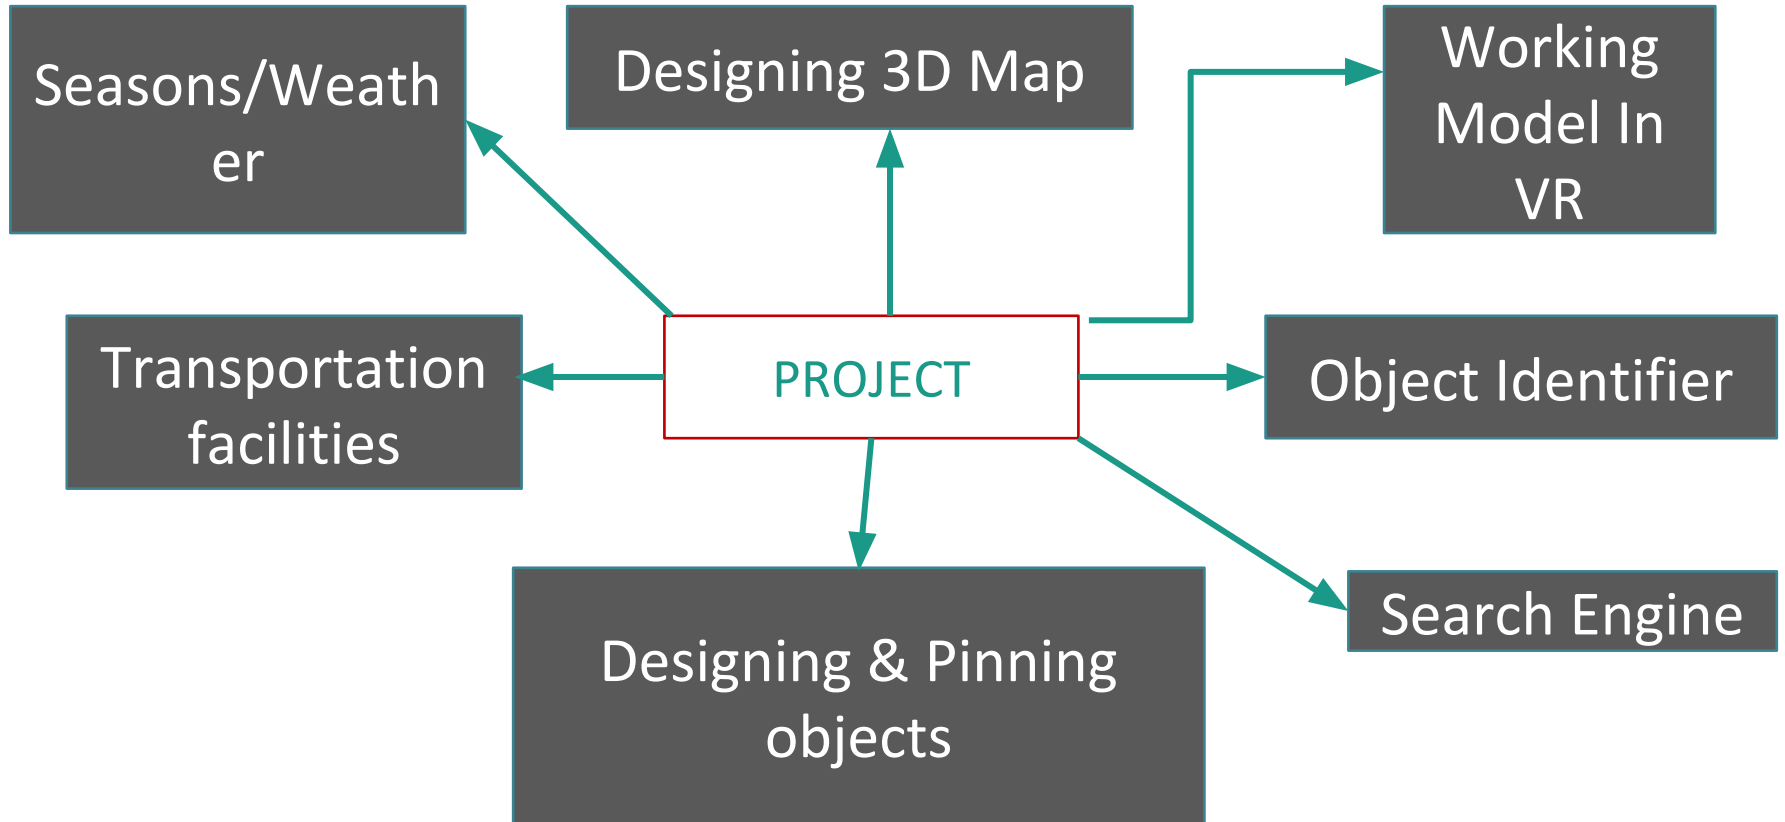 Seasons/Weath
er
Designing 3D Map
Working
Model In
VR
Transportation
facilities
PROJECT
Object Identifier
Designing & Pinning
objects
Search Engine